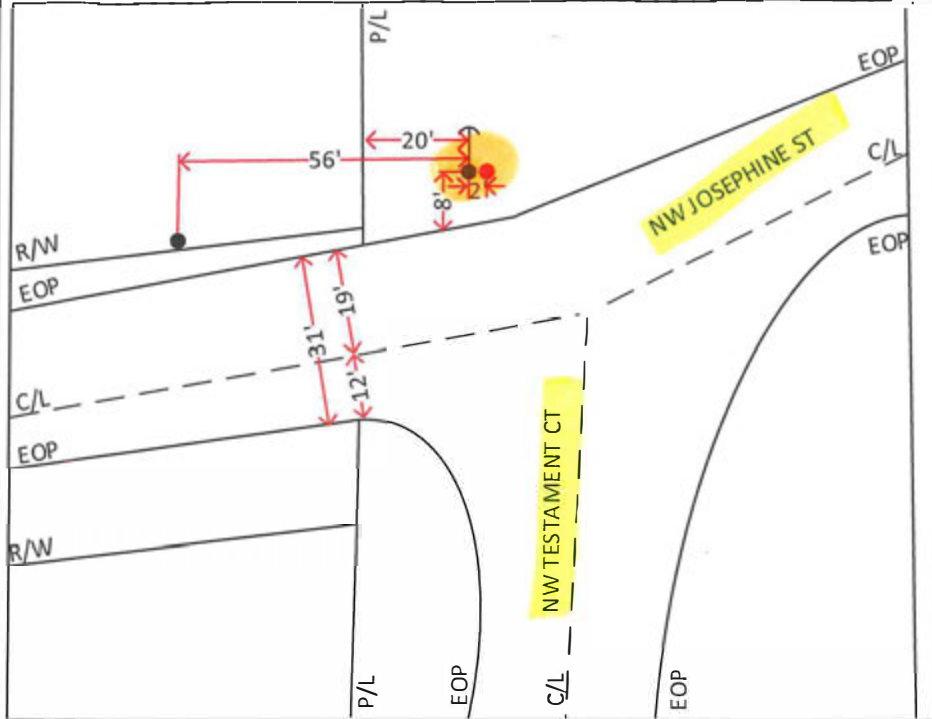 P/L
EOP
20'
56'
NW JOSEPHINE ST
C/L
2'
8'
R/W
EOP
EOP
19'
31'
12'
C/L
EOP
NW TESTAMENT CT
R/W
P/L
EOP
C/L
EOP